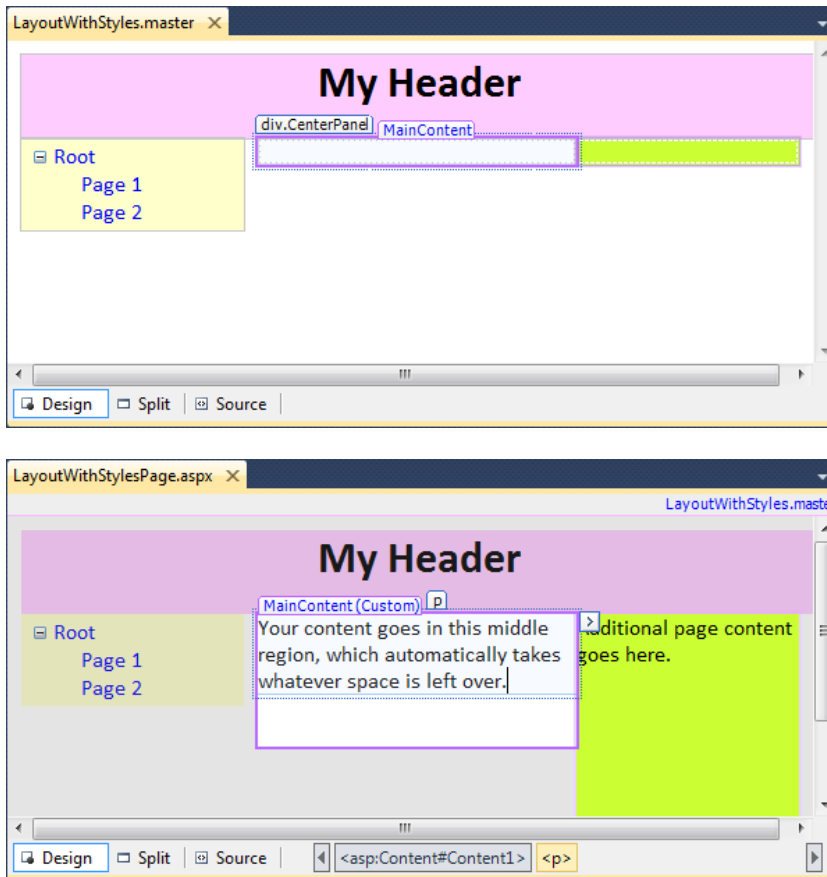 LayoutWithStyles.master
My Header
div.CenterPanel MainContent
Root
Page 1
Page 2
Design Split Source
LayoutWithStylesPage.aspx
LayoutWithStyles.maste
My Header
MainContent (Custom) p
Your content goes in this middle
region, which automatically takes
whatever space is left over.
ditional page content
goes here.
Root
Page 1
Page 2
Design Split Source <asp:Content#Content1> <p>